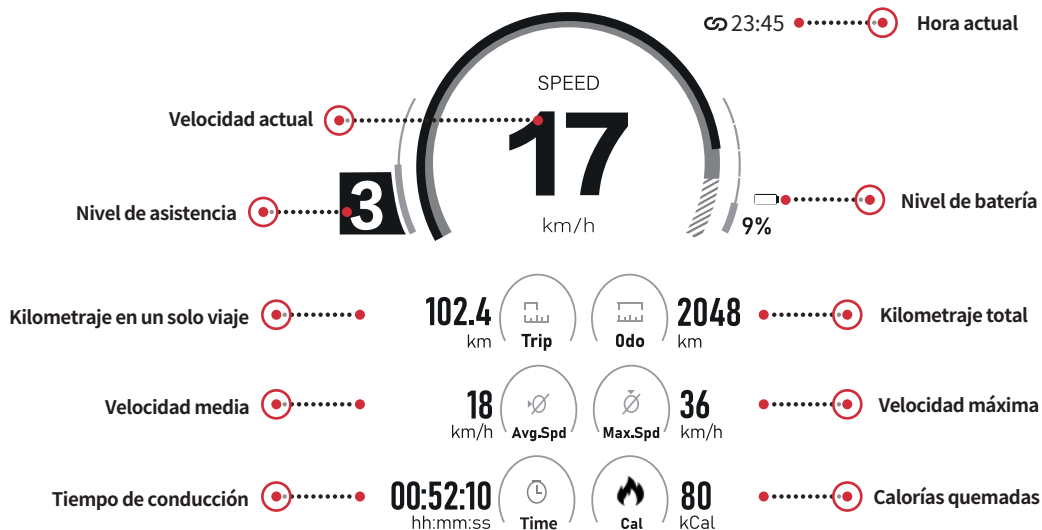 23:45
Hora actual
SPEED
Velocidad actual
17
km/h
Nivel de asistencia
3
Nivel de batería
9%
Kilometraje en un solo viaje
102.4
km
Trip
Odo
2048
km
Kilometraje total
Velocidad media
18
km/h
Avg.Spd
Max.Spd
36
km/h
Velocidad máxima
Tiempo de conducción
00:52:10
hh:mm:ss
Time
Cal
80
kCal
Calorías quemadas